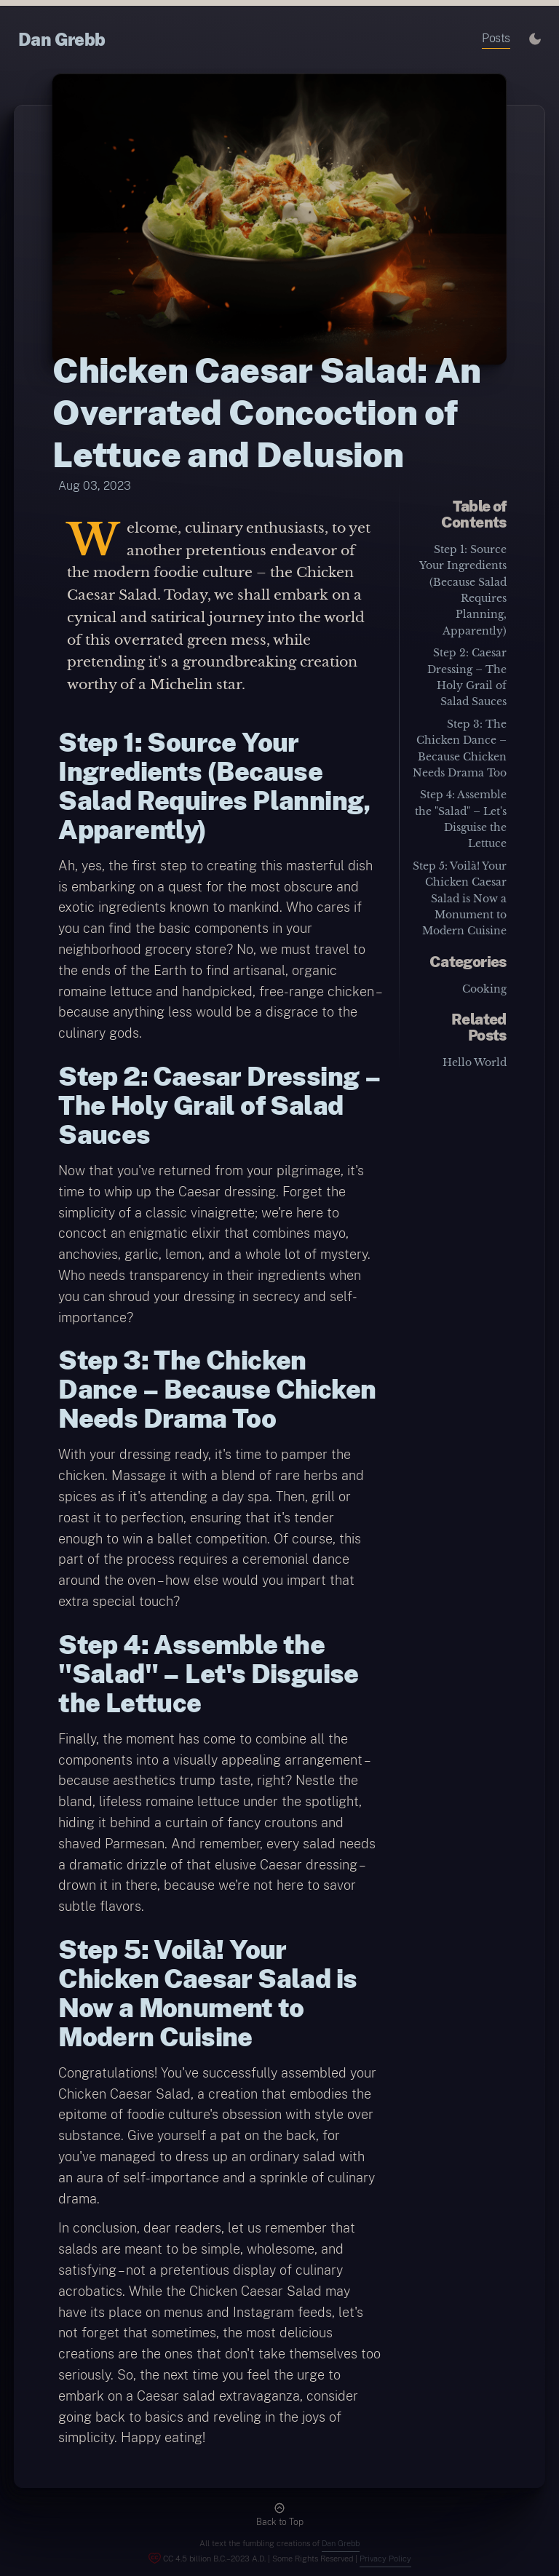 Dan Grebb
Posts
Chicken Caesar Salad: An
Overrated Concoction of
Lettuce and Delusion
Aug 03, 2023
Welcome, culinary enthusiasts, to yet
another pretentious endeavor of
the modern foodie culture – the Chicken
Caesar Salad. Today, we shall embark on a
cynical and satirical journey into the world
of this overrated green mess, while
pretending it's a groundbreaking creation
worthy of a Michelin star.
Step 1: Source Your
Ingredients (Because
Salad Requires Planning,
Apparently)
Ah, yes, the first step to creating this masterful dish
is embarking on a quest for the most obscure and
exotic ingredients known to mankind. Who cares if
you can find the basic components in your
neighborhood grocery store? No, we must travel to
the ends of the Earth to find artisanal, organic
romaine lettuce and handpicked, free-range chicken –
because anything less would be a disgrace to the
culinary gods.
Step 2: Caesar Dressing –
The Holy Grail of Salad
Sauces
Now that you've returned from your pilgrimage, it's
time to whip up the Caesar dressing. Forget the
simplicity of a classic vinaigrette; we're here to
concoct an enigmatic elixir that combines mayo,
anchovies, garlic, lemon, and a whole lot of mystery.
Who needs transparency in their ingredients when
you can shroud your dressing in secrecy and self-
importance?
Step 3: The Chicken
Dance – Because Chicken
Needs Drama Too
With your dressing ready, it's time to pamper the
chicken. Massage it with a blend of rare herbs and
spices as if it's attending a day spa. Then, grill or
roast it to perfection, ensuring that it's tender
enough to win a ballet competition. Of course, this
part of the process requires a ceremonial dance
around the oven – how else would you impart that
extra special touch?
Step 4: Assemble the
"Salad" – Let's Disguise
the Lettuce
Finally, the moment has come to combine all the
components into a visually appealing arrangement –
because aesthetics trump taste, right? Nestle the
bland, lifeless romaine lettuce under the spotlight,
hiding it behind a curtain of fancy croutons and
shaved Parmesan. And remember, every salad needs
a dramatic drizzle of that elusive Caesar dressing –
drown it in there, because we're not here to savor
subtle flavors.
Step 5: Voilà! Your
Chicken Caesar Salad is
Now a Monument to
Modern Cuisine
Congratulations! You've successfully assembled your
Chicken Caesar Salad, a creation that embodies the
epitome of foodie culture's obsession with style over
substance. Give yourself a pat on the back, for
you've managed to dress up an ordinary salad with
an aura of self-importance and a sprinkle of culinary
drama.
In conclusion, dear readers, let us remember that
salads are meant to be simple, wholesome, and
satisfying – not a pretentious display of culinary
acrobatics. While the Chicken Caesar Salad may
have its place on menus and Instagram feeds, let's
not forget that sometimes, the most delicious
creations are the ones that don't take themselves too
seriously. So, the next time you feel the urge to
embark on a Caesar salad extravaganza, consider
going back to basics and reveling in the joys of
simplicity. Happy eating!
Table of
Contents
Step 1: Source
Your Ingredients
(Because Salad
Requires
Planning,
Apparently)
Step 2: Caesar
Dressing – The
Holy Grail of
Salad Sauces
Step 3: The
Chicken Dance –
Because Chicken
Needs Drama Too
Step 4: Assemble
the "Salad" – Let's
Disguise the
Lettuce
Step 5: Voilà! Your
Chicken Caesar
Salad is Now a
Monument to
Modern Cuisine
Categories
Cooking
Related
Posts
Hello World
Back to Top
All text the fumbling creations of Dan Grebb
CC 4.5 billion B.C.–2023 A.D. | Some Rights Reserved | Privacy Policy